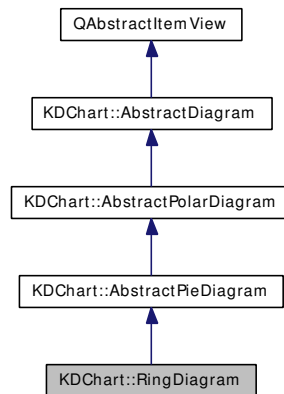 QAbstractItemView
KDChart::AbstractDiagram
KDChart::AbstractPolarDiagram
KDChart::AbstractPieDiagram
KDChart::RingDiagram